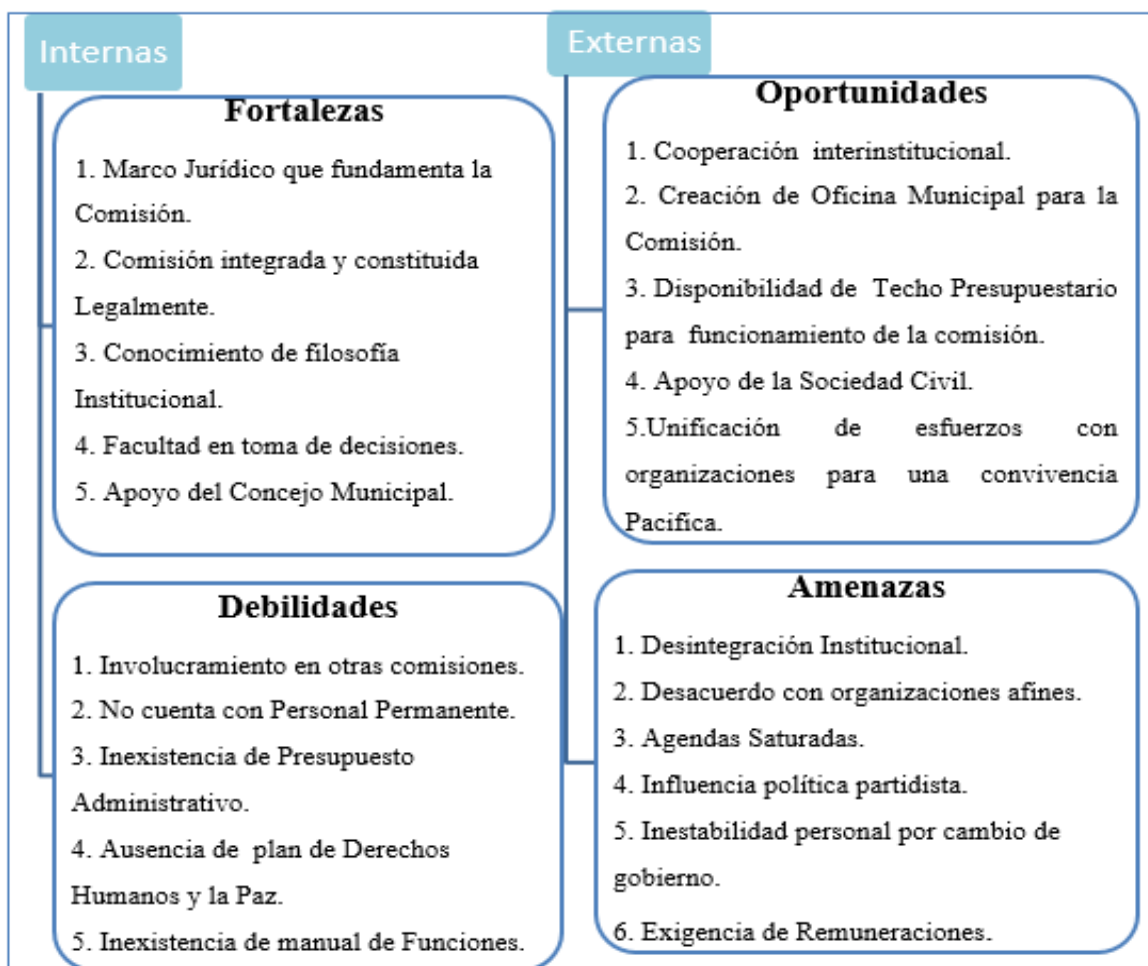 Internas
Fortalezas
1. Marco Jurídico que fundamenta la
Comisión.
2. Comisión integrada y constituida
Legalmente.
3. Conocimiento de filosofía
Institucional.
4. Facultad en toma de decisiones.
5. Apoyo del Concejo Municipal.
Debilidades
1. Involucramiento en otras comisiones.
2. No cuenta con Personal Permanente.
3. Inexistencia de Presupuesto
Administrativo.
4. Ausencia de plan de Derechos
Humanos y la Paz.
5. Inexistencia de manual de Funciones.
Externas
Oportunidades
1. Cooperación interinstitucional.
2. Creación de Oficina Municipal para la
Comisión.
3. Disponibilidad de Techo Presupuestario
para funcionamiento de la comisión.
4. Apoyo de la Sociedad Civil.
5.Unificación de esfuerzos con
organizaciones para una convivencia
Pacifica.
Amenazas
1. Desintegración Institucional.
2. Desacuerdo con organizaciones afines.
3. Agendas Saturadas.
4. Influencia política partidista.
5. Inestabilidad personal por cambio de
gobierno.
6. Exigencia de Remuneraciones.